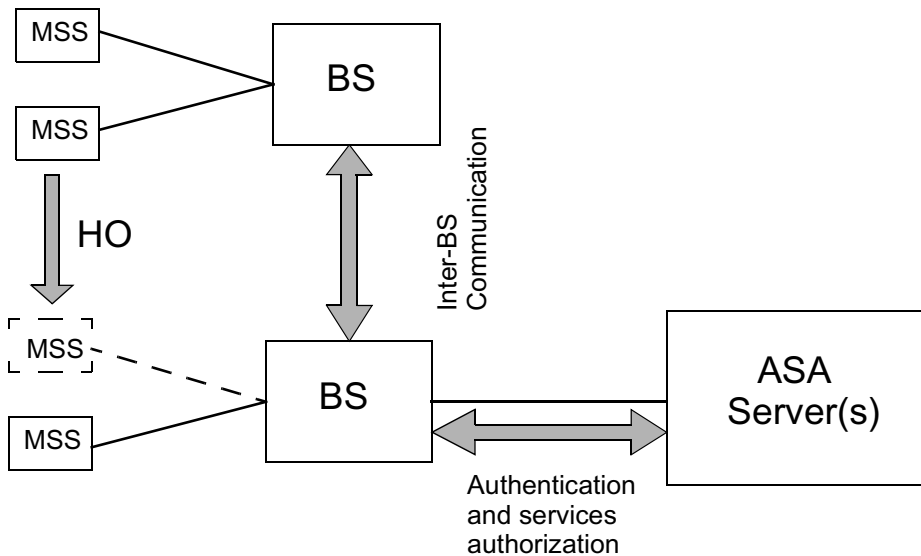 MSS
BS
MSS
Inter-BS
Communication
HO
MSS
BS
ASA
Server(s)
MSS
Authentication
and services
authorization